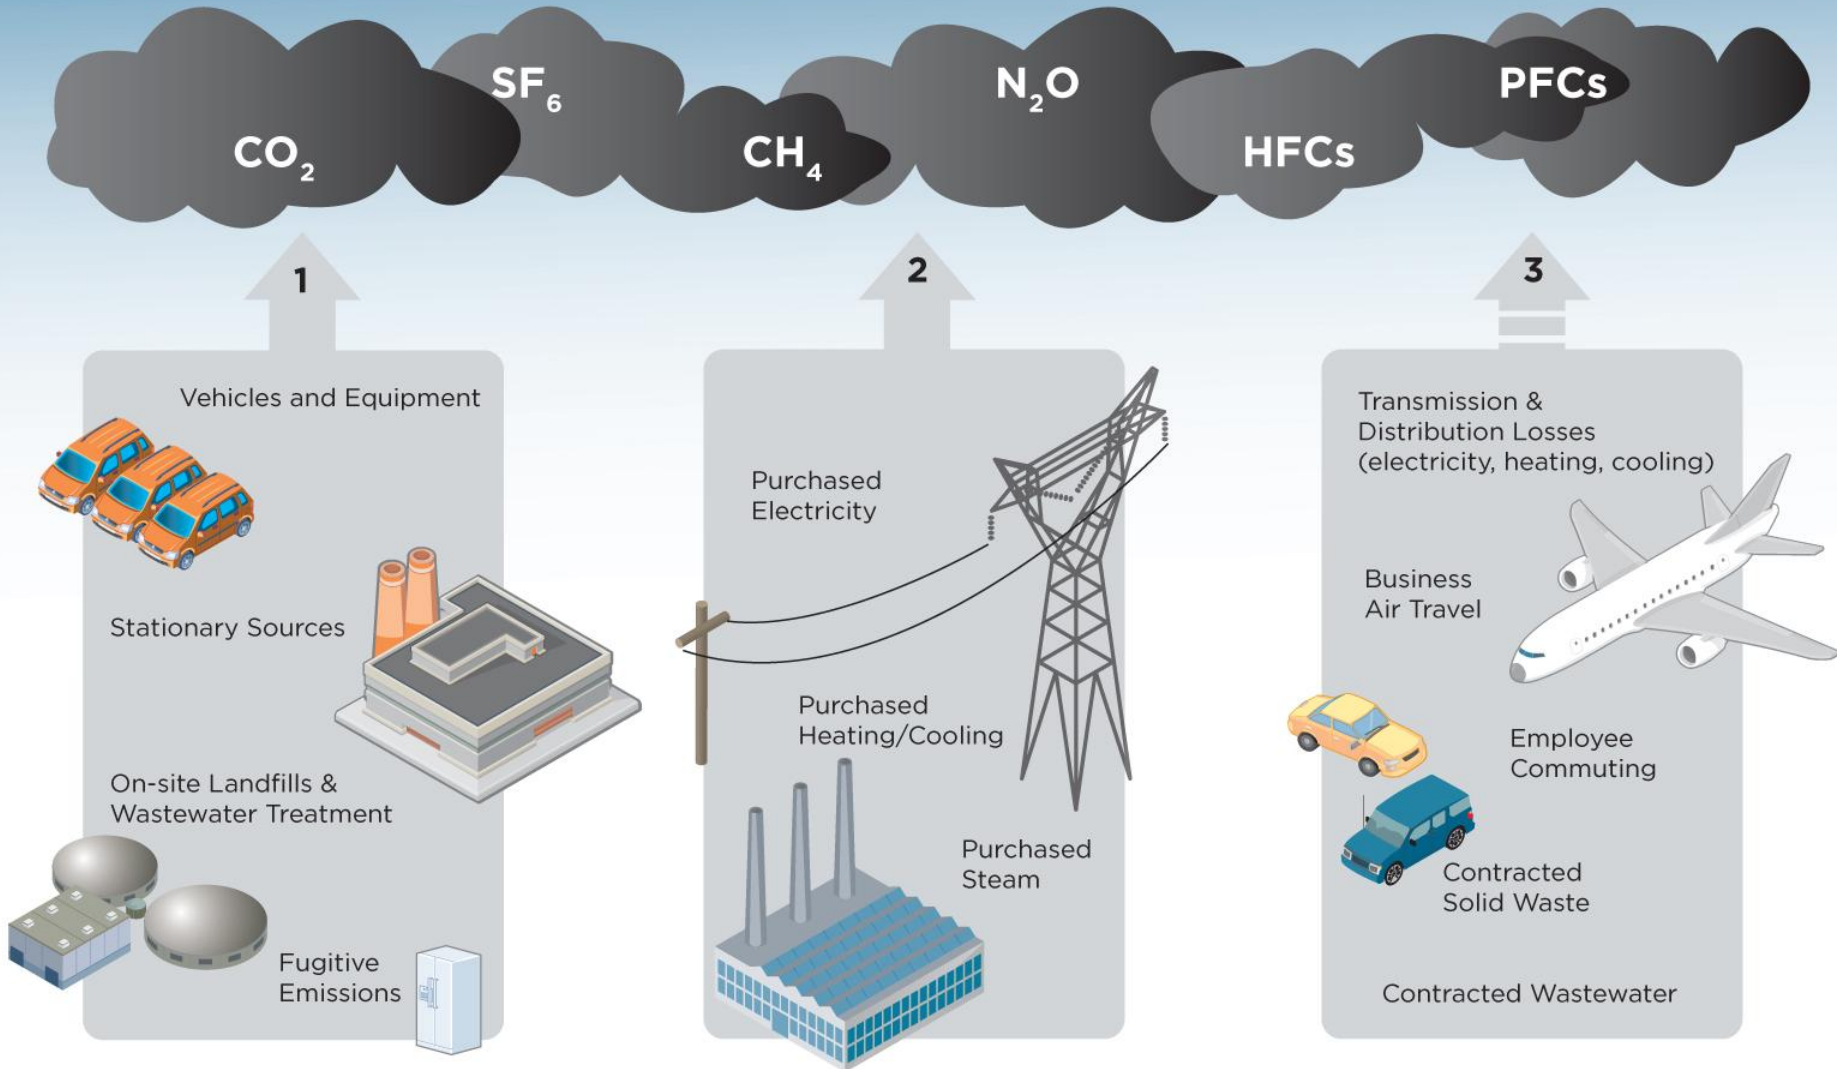 SF₆
N₂O
PFCs
CO₂
CH₄
HFCs
1
2
3
Vehicles and Equipment
Stationary Sources
On-site Landfills &
Wastewater Treatment
Fugitive
Emissions
Purchased
Electricity
Purchased
Heating/Cooling
Purchased
Steam
Transmission &
Distribution Losses
(electricity, heating, cooling)
Business
Air Travel
Employee
Commuting
Contracted
Solid Waste
Contracted Wastewater